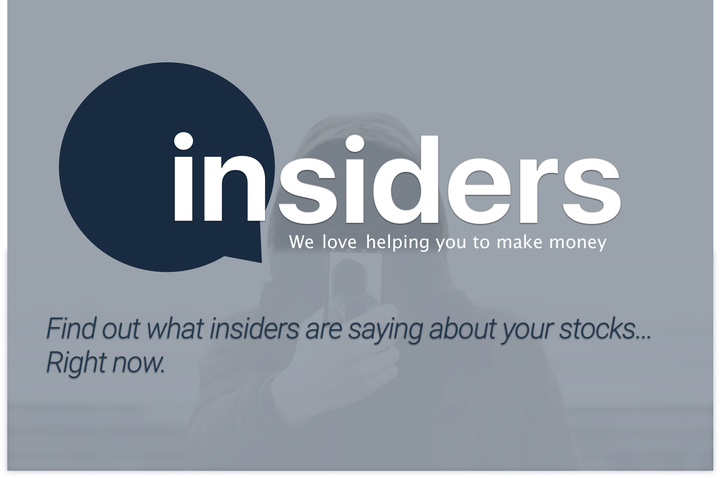 insiders
We love helping you to make money
Find out what insiders are saying about your stocks...
Right now.